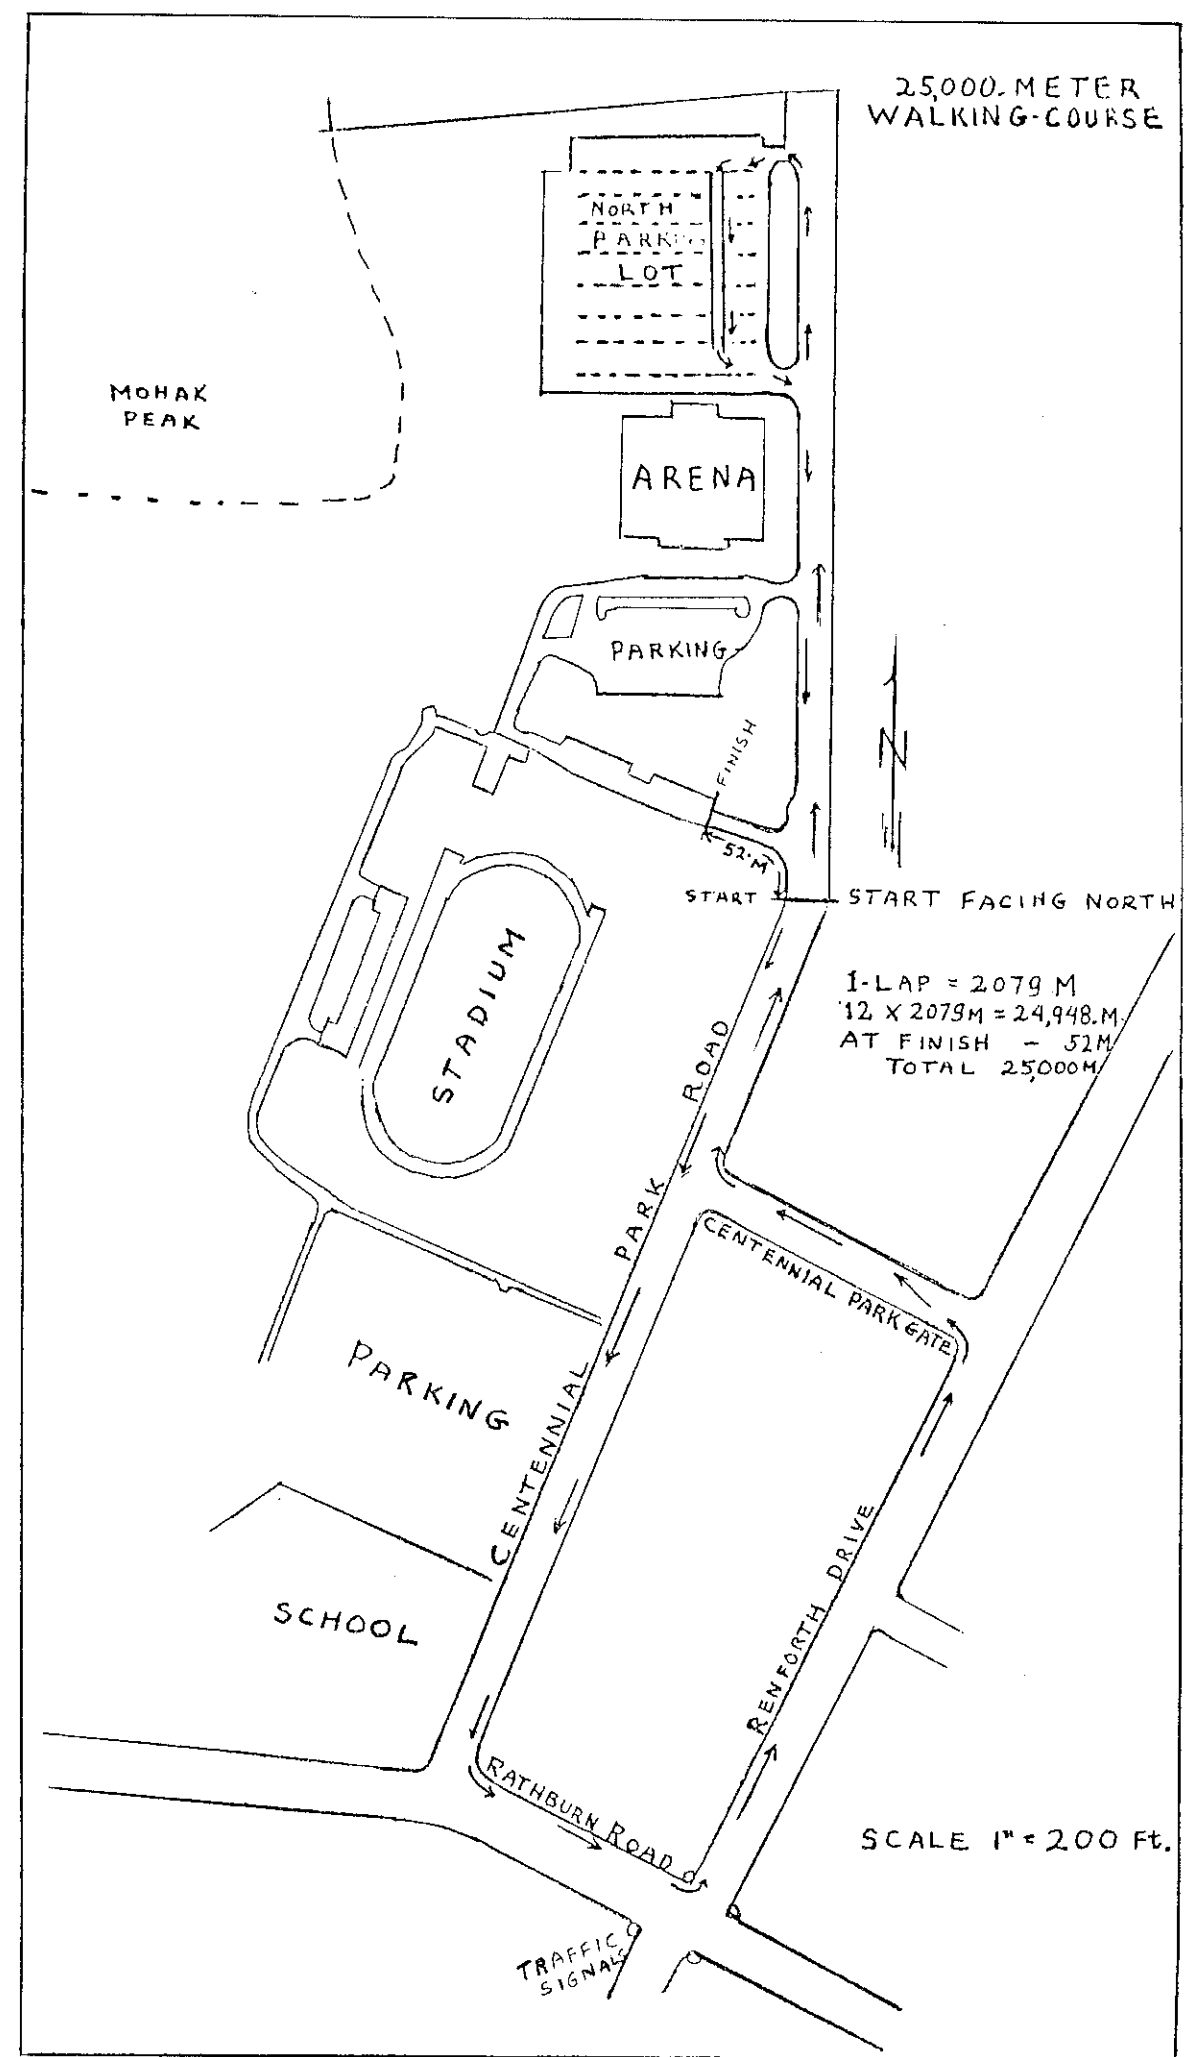 25,000-METER
WALKING-COURSE
NORTH
PARKING
LOT
MOHAK
PEAK
ARENA
PARKING
FINISH
N
52 M
START
START FACING NORTH
STADIUM
1-LAP = 2079 M
12 X 2079M = 24,948.M
AT FINISH - 52M
TOTAL 25,000M
CENTENNIAL PARK ROAD
CENTENNIAL PARK GATE
PARKING
SCHOOL
RENFORTH DRIVE
RATHBURN ROAD
SCALE 1" = 200 Ft.
TRAFFIC
SIGNALS